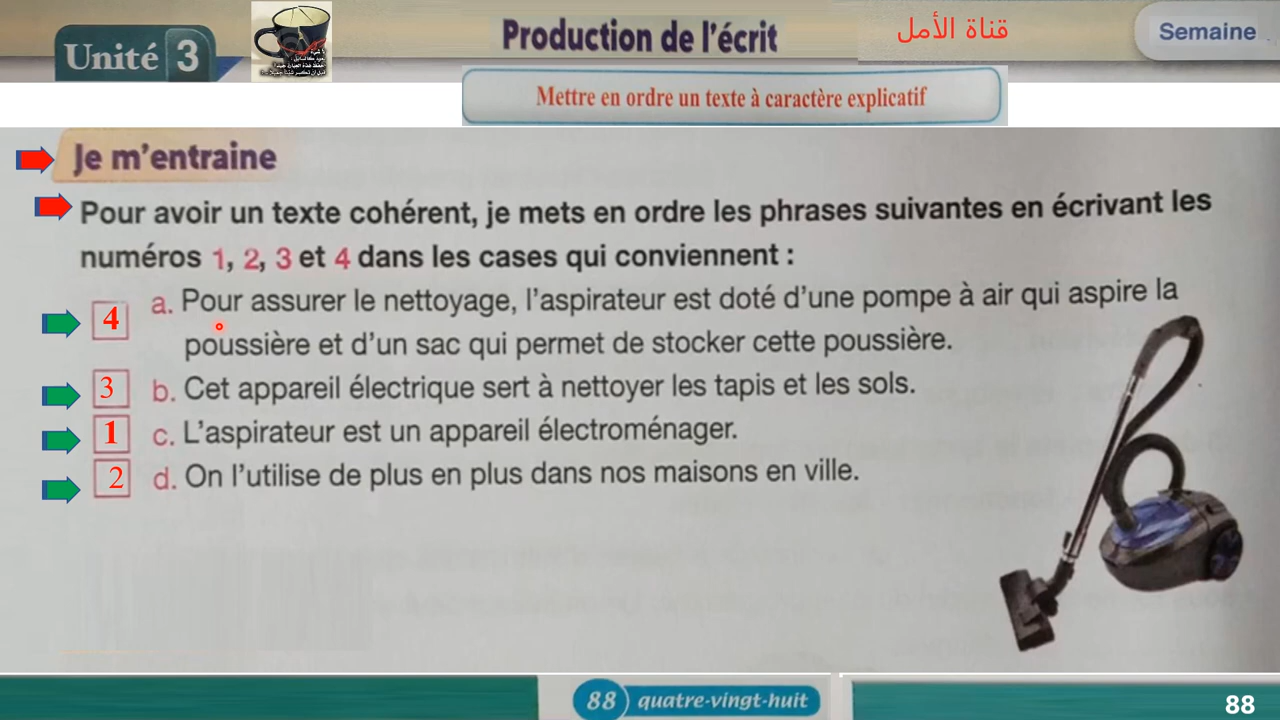 Unité 3
Production de l'écrit
قناة الأمل
Semaine
Mettre en ordre un texte à caractère explicatif
Je m'entraine
Pour avoir un texte cohérent, je mets en ordre les phrases suivantes en écrivant les
numéros 1, 2, 3 et 4 dans les cases qui conviennent :
4 a. Pour assurer le nettoyage, l'aspirateur est doté d'une pompe à air qui aspire la
poussière et d'un sac qui permet de stocker cette poussière.
3 b. Cet appareil électrique sert à nettoyer les tapis et les sols.
1 c. L'aspirateur est un appareil électroménager.
2 d. On l'utilise de plus en plus dans nos maisons en ville.
88 quatre-vingt-huit
88